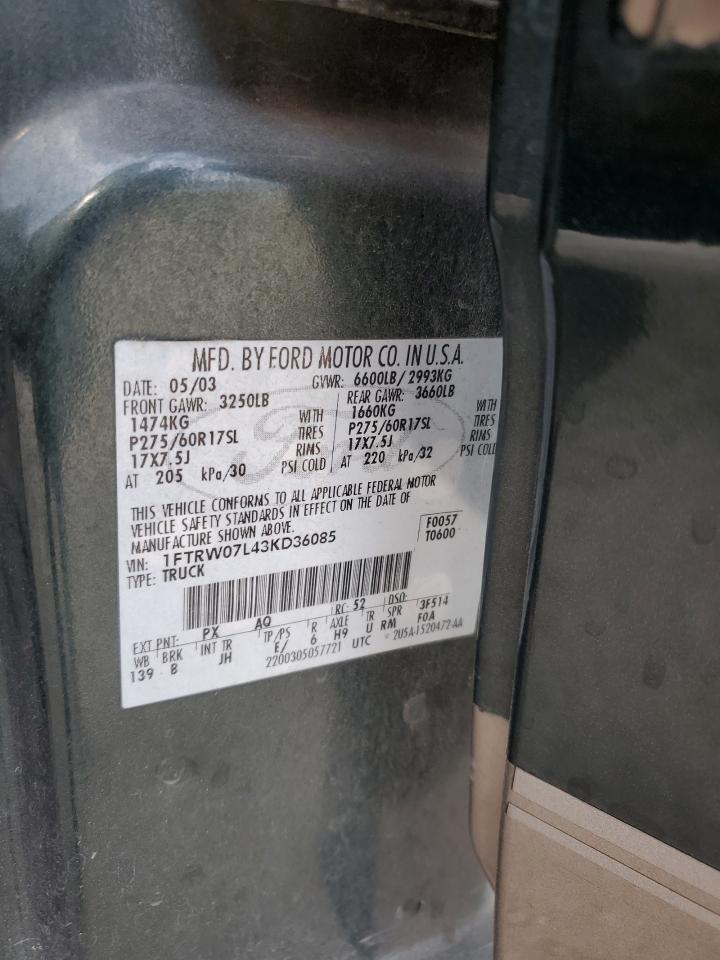 MFD. BY FORD MOTOR CO. IN U.S.A.
DATE: 05/03 GVWR: 6600LB/2993KG
FRONT GAWR: 3250LB REAR GAWR: 3660LB
1474KG WITH 1660KG WITH
P275/60R17SL TIRES P275/60R17SL TIRES
17X7.5J RIMS 17X7.5J RIMS
AT 205 kPa/30 PSI COLD AT 220 kPa/32 PSI COLD
Ford
THIS VEHICLE CONFORMS TO ALL APPLICABLE FEDERAL MOTOR
VEHICLE SAFETY STANDARDS IN EFFECT ON THE DATE OF
MANUFACTURE SHOWN ABOVE.
F0057
VIN: 1FTRW07L43KD36085 T0600
TYPE: TRUCK
EXT PNT: PX AQ RC: 52 DSO: 3F514
WB BRK INT TR TP/PS R AXLE TR SPR F0A
139 B JH E/ 6 H9 U RM
2200305057721 UTC * 2U5A-1520472-AA